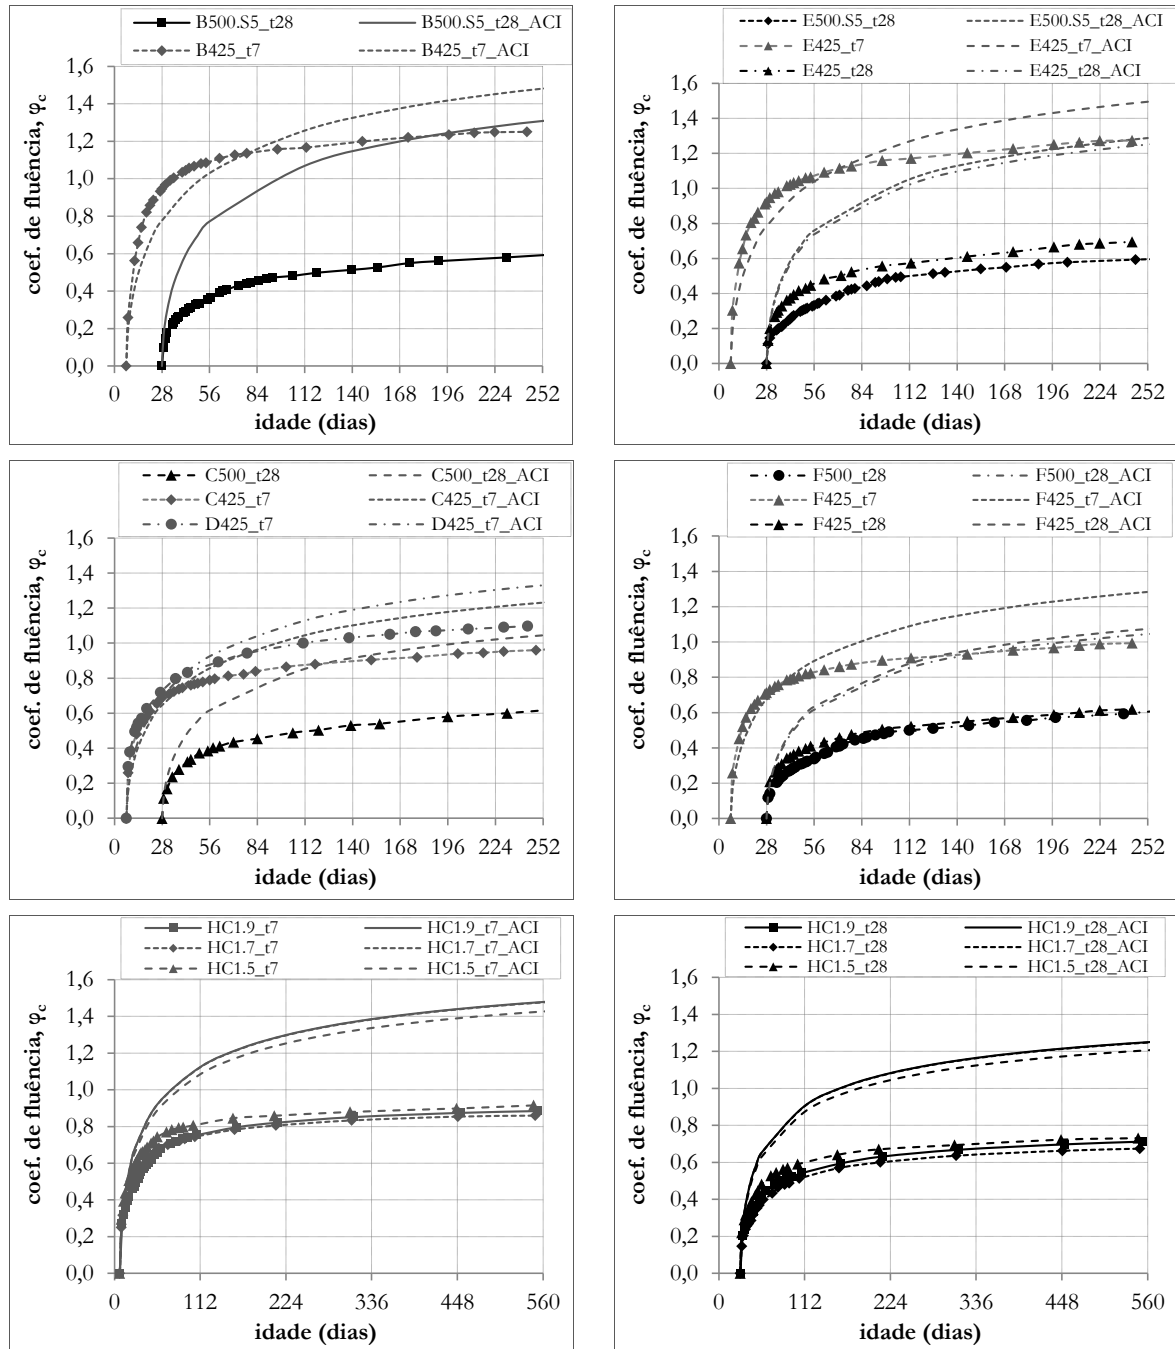 B500.S5_t28 B500.S5_t28_ACI
B425_t7 B425_t7_ACI
1,6
1,4
1,2
1,0
0,8
0,6
0,4
0,2
0,0
coef. de fluência, φc
0 28 56 84 112 140 168 196 224 252
idade (dias)
E500.S5_t28 E500.S5_t28_ACI
E425_t7 E425_t7_ACI
E425_t28 E425_t28_ACI
1,6
1,4
1,2
1,0
0,8
0,6
0,4
0,2
0,0
coef. de fluência, φc
0 28 56 84 112 140 168 196 224 252
idade (dias)
C500_t28 C500_t28_ACI
C425_t7 C425_t7_ACI
D425_t7 D425_t7_ACI
1,6
1,4
1,2
1,0
0,8
0,6
0,4
0,2
0,0
coef. de fluência, φc
0 28 56 84 112 140 168 196 224 252
idade (dias)
F500_t28 F500_t28_ACI
F425_t7 F425_t7_ACI
F425_t28 F425_t28_ACI
1,6
1,4
1,2
1,0
0,8
0,6
0,4
0,2
0,0
coef. de fluência, φc
0 28 56 84 112 140 168 196 224 252
idade (dias)
HC1.9_t7 HC1.9_t7_ACI
HC1.7_t7 HC1.7_t7_ACI
HC1.5_t7 HC1.5_t7_ACI
1,6
1,4
1,2
1,0
0,8
0,6
0,4
0,2
0,0
coef. de fluência, φc
0 112 224 336 448 560
idade (dias)
HC1.9_t28 HC1.9_t28_ACI
HC1.7_t28 HC1.7_t28_ACI
HC1.5_t28 HC1.5_t28_ACI
1,6
1,4
1,2
1,0
0,8
0,6
0,4
0,2
0,0
coef. de fluência, φc
0 112 224 336 448 560
idade (dias)